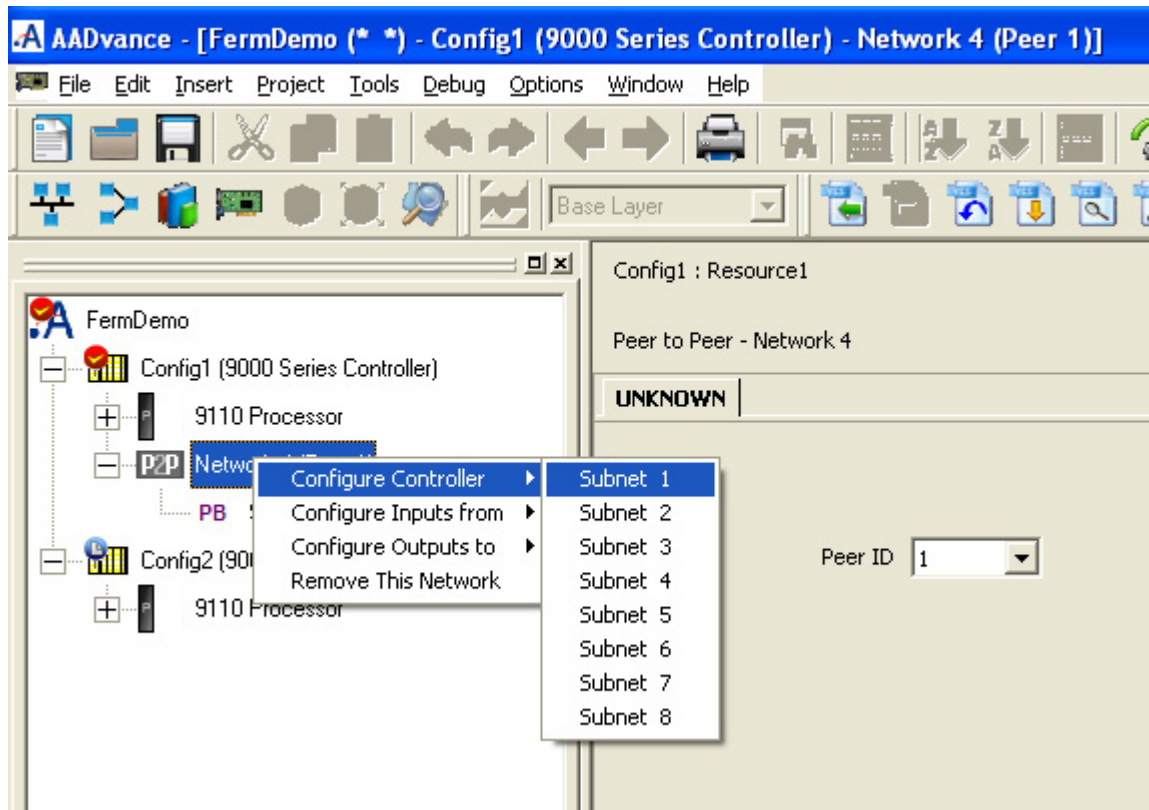 AADvance - [FermDemo (* *) - Config1 (9000 Series Controller) - Network 4 (Peer 1)]
File Edit Insert Project Tools Debug Options Window Help
Base Layer
FermDemo
Config1 (9000 Series Controller)
9110 Processor
P2P
PB
Config2
9110 Processor
Configure Controller
Configure Inputs from
Configure Outputs to
Remove This Network
Subnet 1
Subnet 2
Subnet 3
Subnet 4
Subnet 5
Subnet 6
Subnet 7
Subnet 8
Config1 : Resource1
Peer to Peer - Network 4
UNKNOWN
Peer ID 1